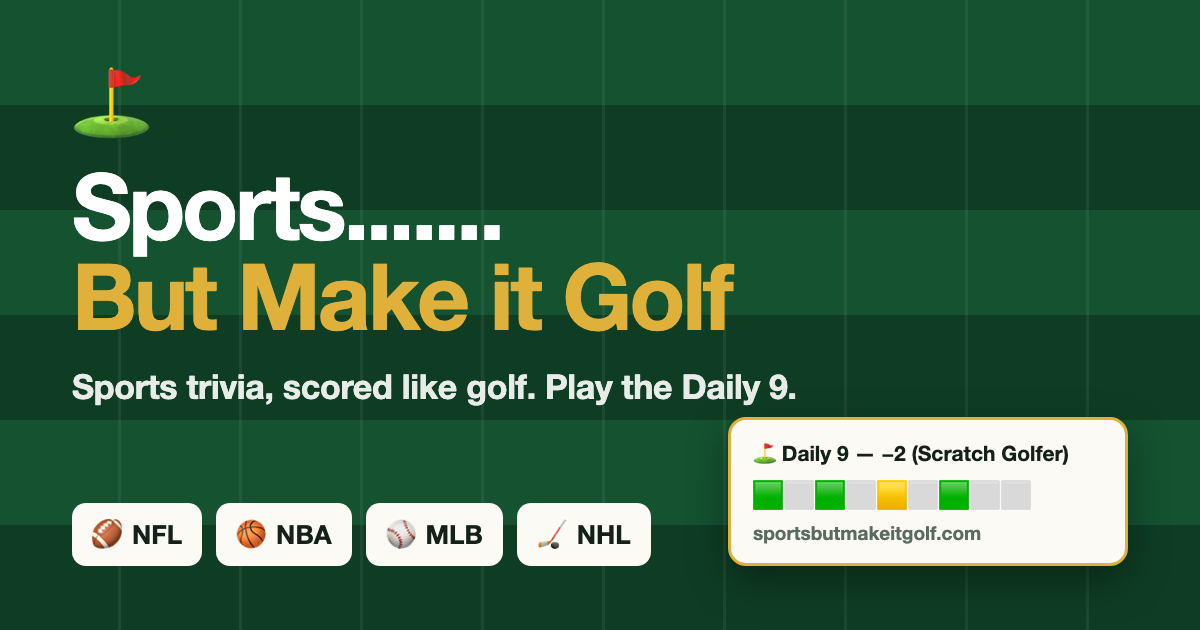 Sports.......
But Make it Golf
Sports trivia, scored like golf. Play the Daily 9.
Daily 9 — −2 (Scratch Golfer)
sportsbutmakeitgolf.com
NFL
NBA
MLB
NHL